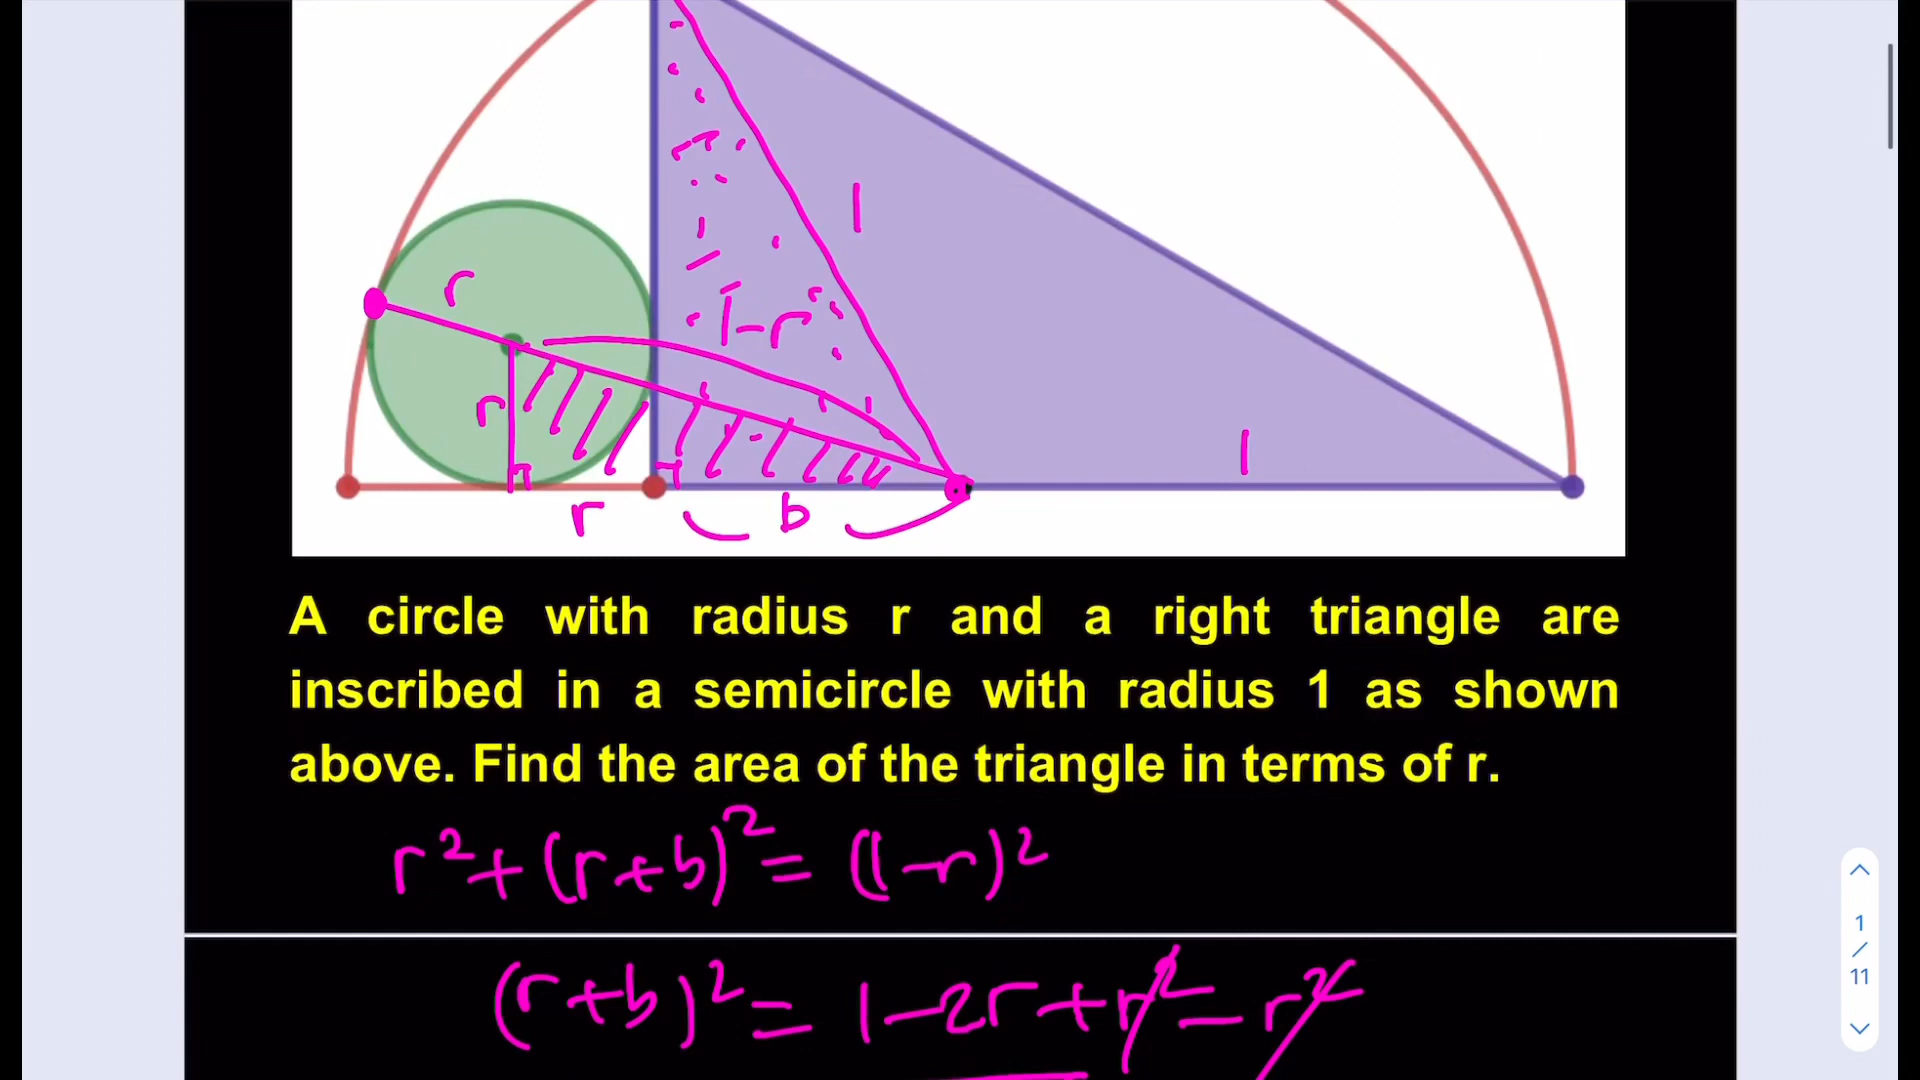 1
r
1-r
r
1
r
b
A circle with radius r and a right triangle are
inscribed in a semicircle with radius 1 as shown
above. Find the area of the triangle in terms of r.
r²+(r+b)²=(1-r)²
(r+b)²=1-2r+r²-r²
1
/
11